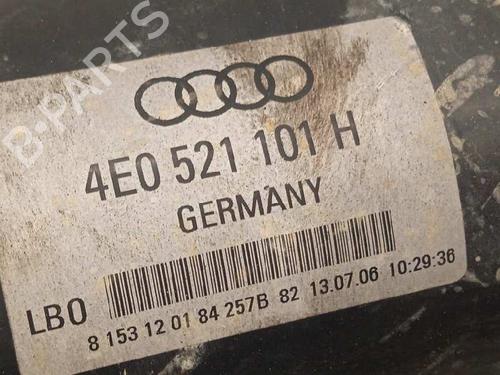 B-PARTS
4E0 521 101 H
GERMANY
LBO
8 153 12 01 84 257B 82 13.07.06 10:29:36